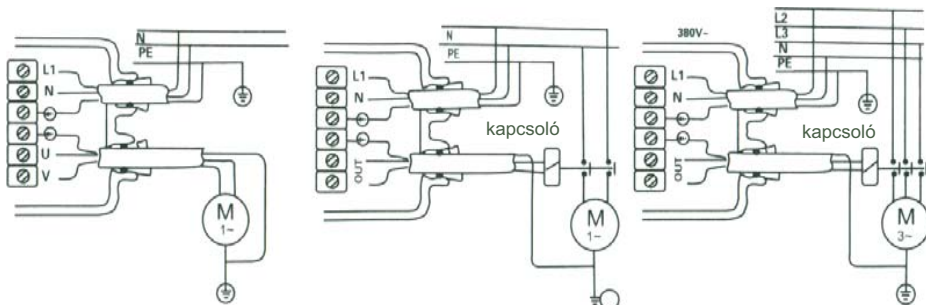 N
PE
L1
N
U
V
M
1~
N
PE
L1
N
kapcsoló
OUT
M
1~
380V~
L2
L3
N
PE
L1
N
kapcsoló
OUT
M
3~